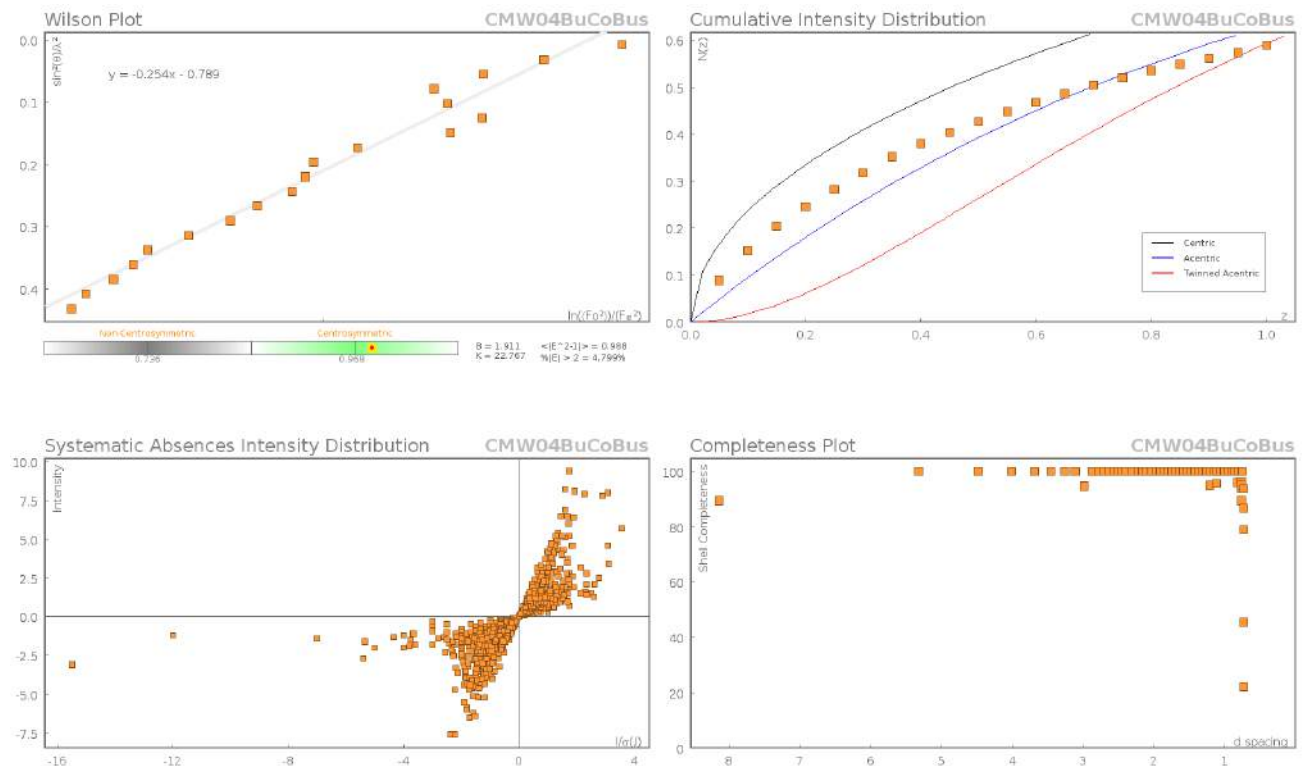 Wilson Plot CMW04BuCoBus
sin²(θ)/λ²
y = -0.254x - 0.789
0.0
0.1
0.2
0.3
0.4
ln(⟨Fo²⟩)/(Fe²)
Non-Centrosymmetric Centrosymmetric
0.736 0.968
B = 1.911 <|E^2-1|> = 0.988
K = 22.767 %|E| > 2 = 4.799%
Cumulative Intensity Distribution CMW04BuCoBus
N(z)
0.6
0.5
0.4
0.3
0.2
0.1
0.0
Centric
Acentric
Twinned Acentric
z
0.0 0.2 0.4 0.6 0.8 1.0
Systematic Absences Intensity Distribution CMW04BuCoBus
Intensity
10.0
7.5
5.0
2.5
0.0
-2.5
-5.0
-7.5
I/σ(I)
-16 -12 -8 -4 0 4
Completeness Plot CMW04BuCoBus
Shell Completeness
100
80
60
40
20
0
d spacing
8 7 6 5 4 3 2 1